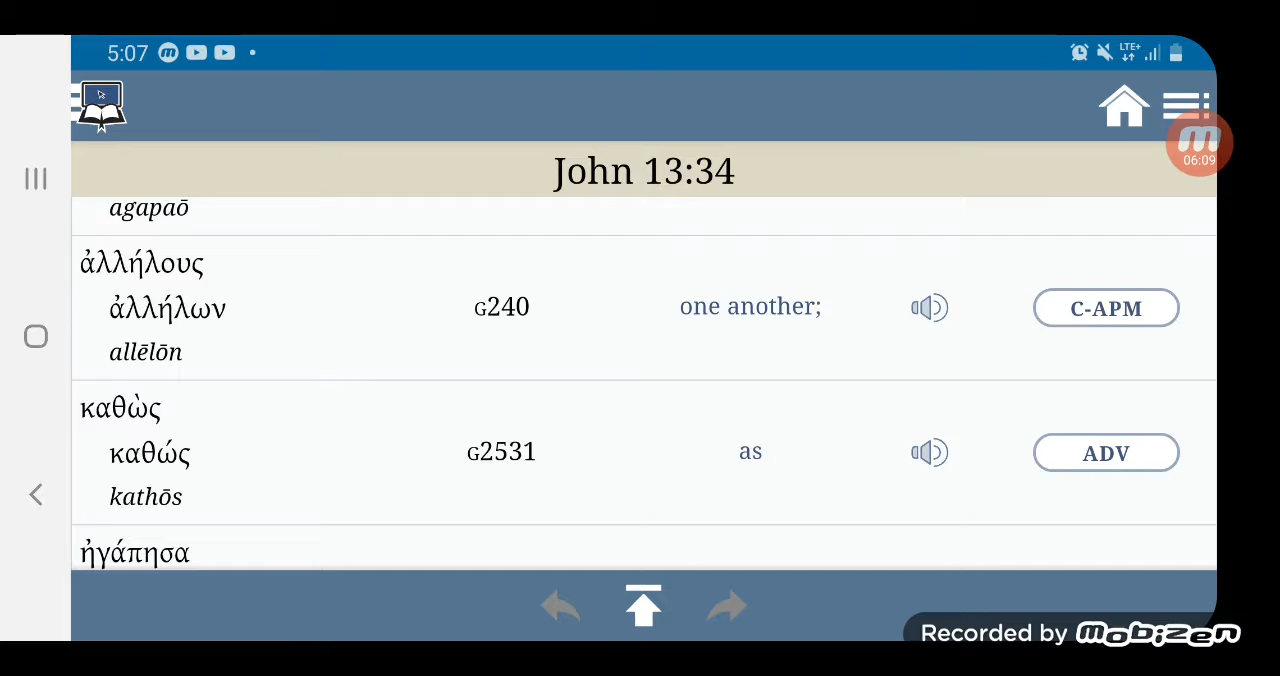 5:07
LTE+
06:09
John 13:34
agapaō
ἀλλήλους
ἀλλήλων G240 one another; C-APM
allēlōn
καθὼς
καθώς G2531 as ADV
kathōs
ἠγάπησα
Recorded by mobizen